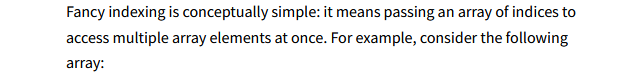 Fancy indexing is conceptually simple: it means passing an array of indices to
access multiple array elements at once. For example, consider the following
array: